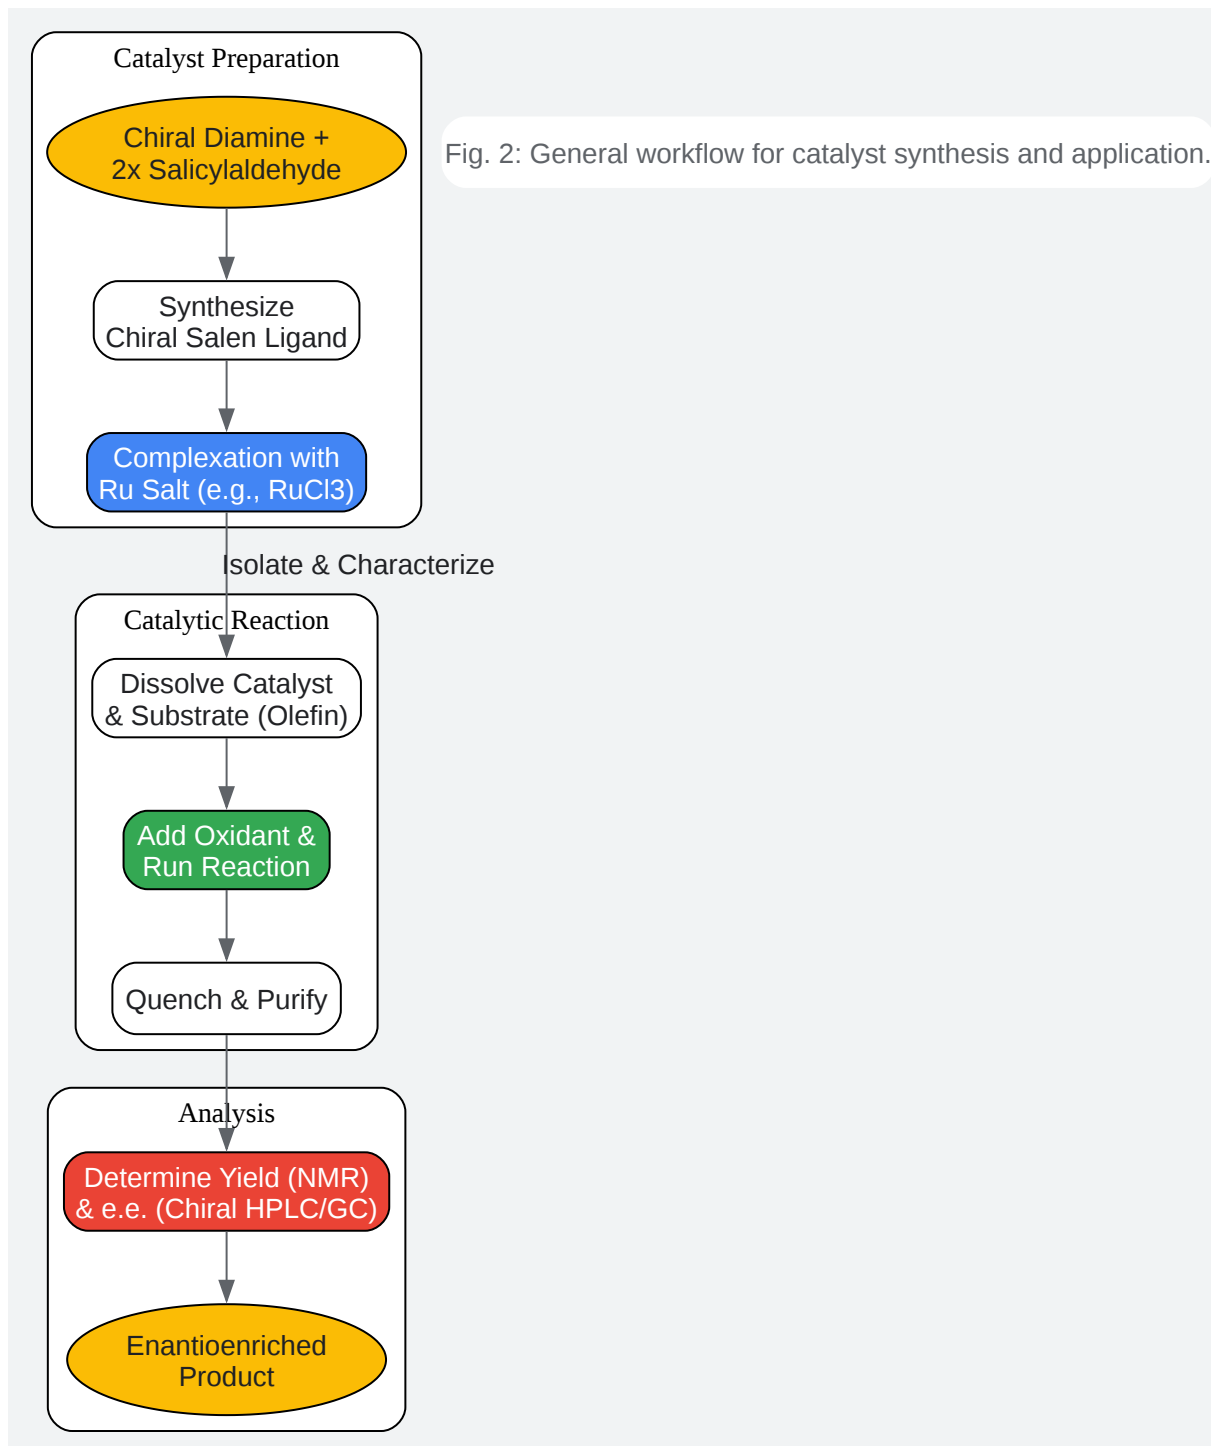 Catalyst Preparation
Chiral Diamine +
2x Salicylaldehyde
Fig. 2: General workflow for catalyst synthesis and application.
Synthesize
Chiral Salen Ligand
Complexation with
Ru Salt (e.g., RuCl3)
Isolate & Characterize
Catalytic Reaction
Dissolve Catalyst
& Substrate (Olefin)
Add Oxidant &
Run Reaction
Quench & Purify
Analysis
Determine Yield (NMR)
& e.e. (Chiral HPLC/GC)
Enantioenriched
Product